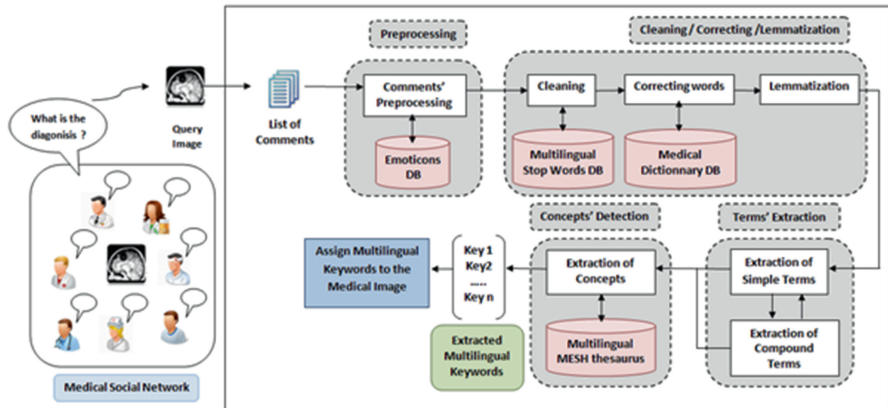 Preprocessing
Cleaning / Correcting /Lemmatization
What is the
diagonisis ?
Query
Image
List of
Comments
Comments'
Preprocessing
Emoticons
DB
Cleaning
Correcting words
Lemmatization
Multilingual
Stop Words DB
Medical
Dictionnary DB
Concepts' Detection
Terms' Extraction
Assign Multilingual
Keywords to the
Medical Image
Key 1
Key2
.....
Key n
Extraction of
Concepts
Extraction of
Simple Terms
Extracted
Multilingual
Keywords
Multilingual
MESH thesaurus
Extraction of
Compound
Terms
Medical Social Network